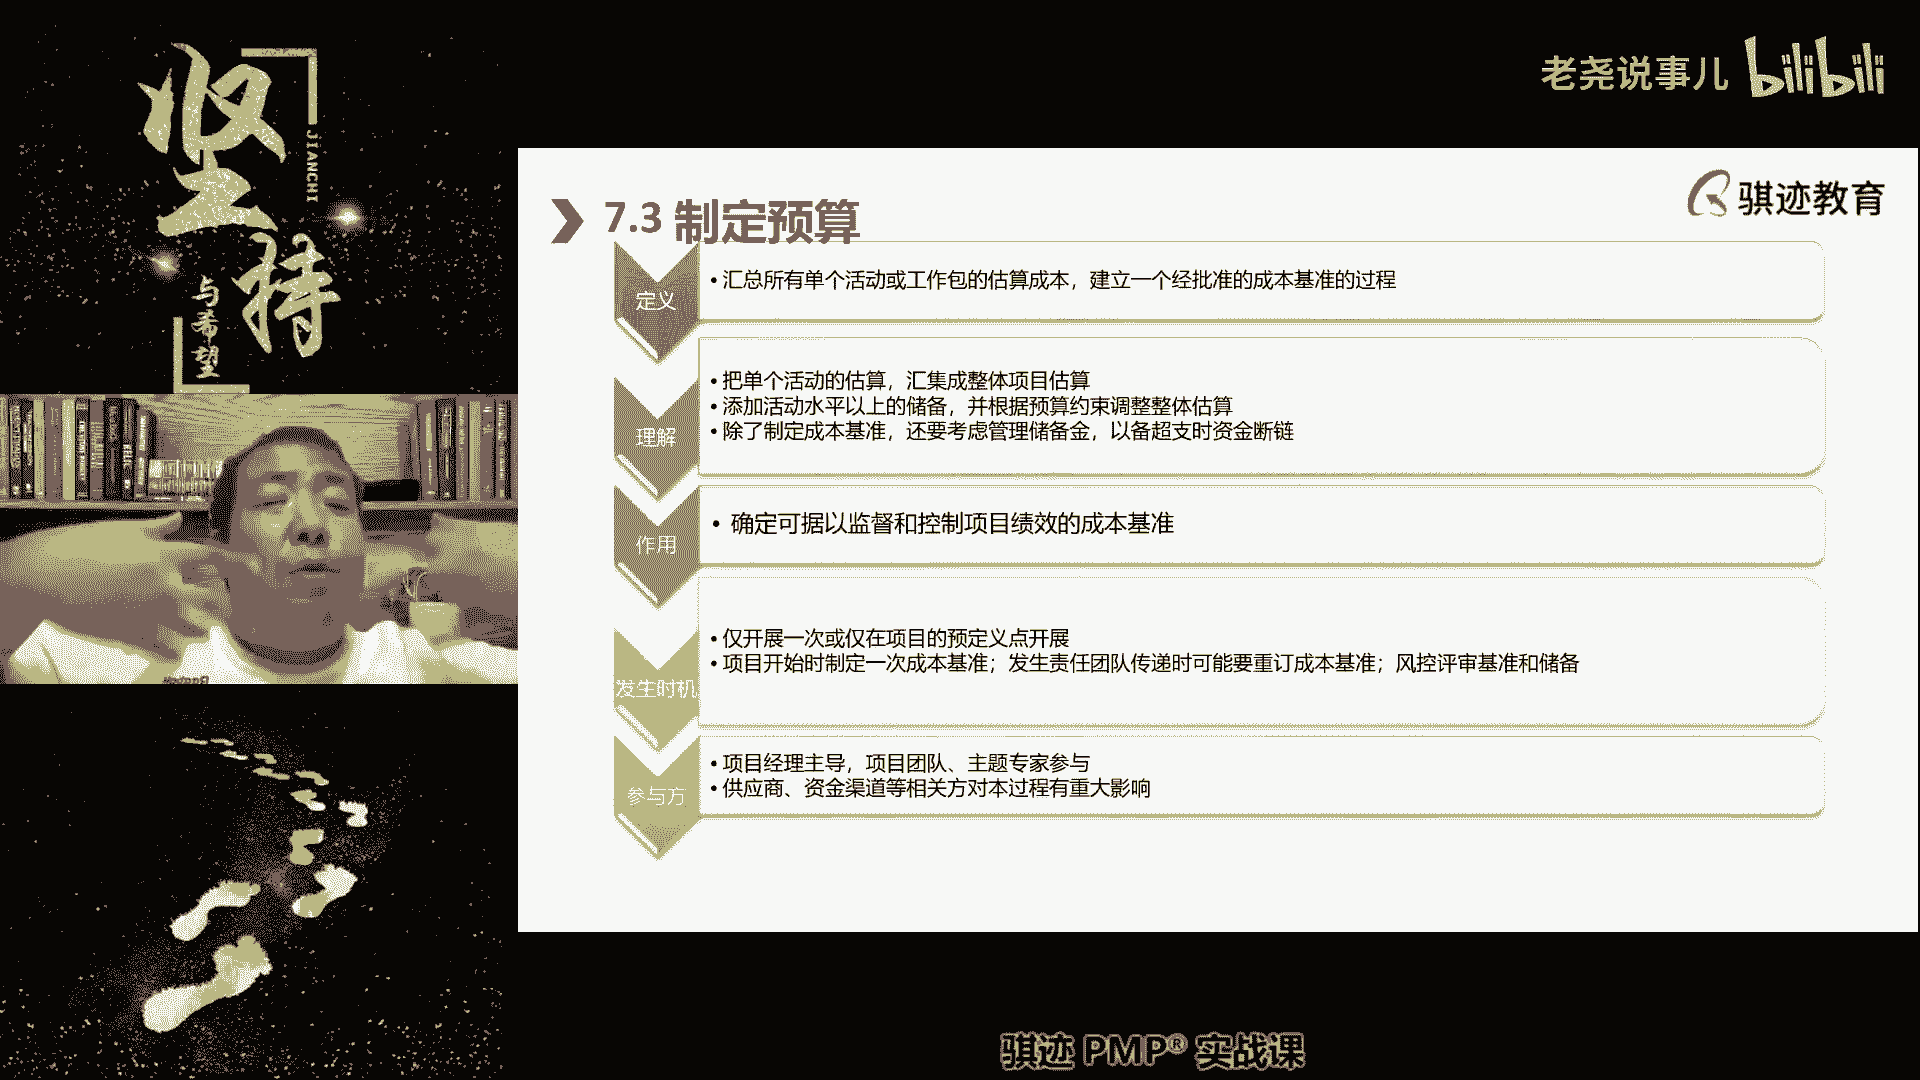 坚持
JIANCHI
与希望
老尧说事儿 bilibili
骐迹教育
7.3 制定预算
定义
•汇总所有单个活动或工作包的估算成本，建立一个经批准的成本基准的过程
理解
•把单个活动的估算，汇集成整体项目估算
•添加活动水平以上的储备，并根据预算约束调整整体估算
•除了制定成本基准，还要考虑管理储备金，以备超支时资金断链
作用
• 确定可据以监督和控制项目绩效的成本基准
发生时机
•仅开展一次或仅在项目的预定义点开展
•项目开始时制定一次成本基准；发生责任团队传递时可能要重订成本基准；风控评审基准和储备
参与方
•项目经理主导，项目团队、主题专家参与
•供应商、资金渠道等相关方对本过程有重大影响
骐迹 PMP® 实战课